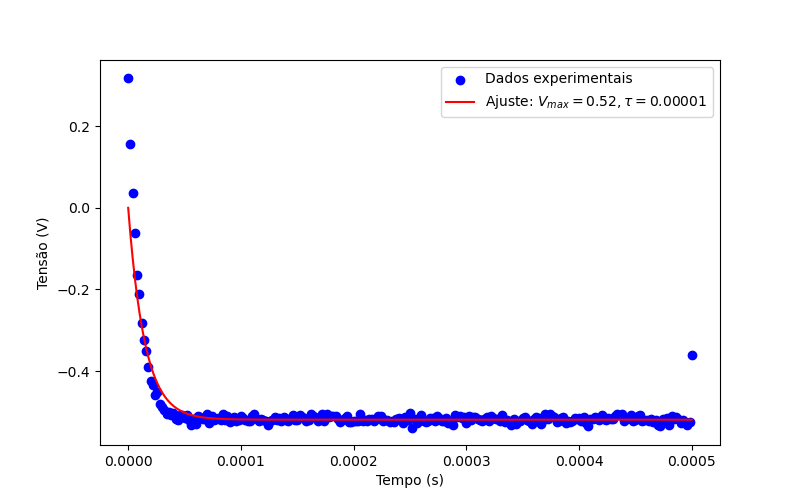 Dados experimentais
Ajuste: V_max = 0.52, τ = 0.00001
0.2
0.0
−0.2
−0.4
Tensão (V)
0.0000 0.0001 0.0002 0.0003 0.0004 0.0005
Tempo (s)